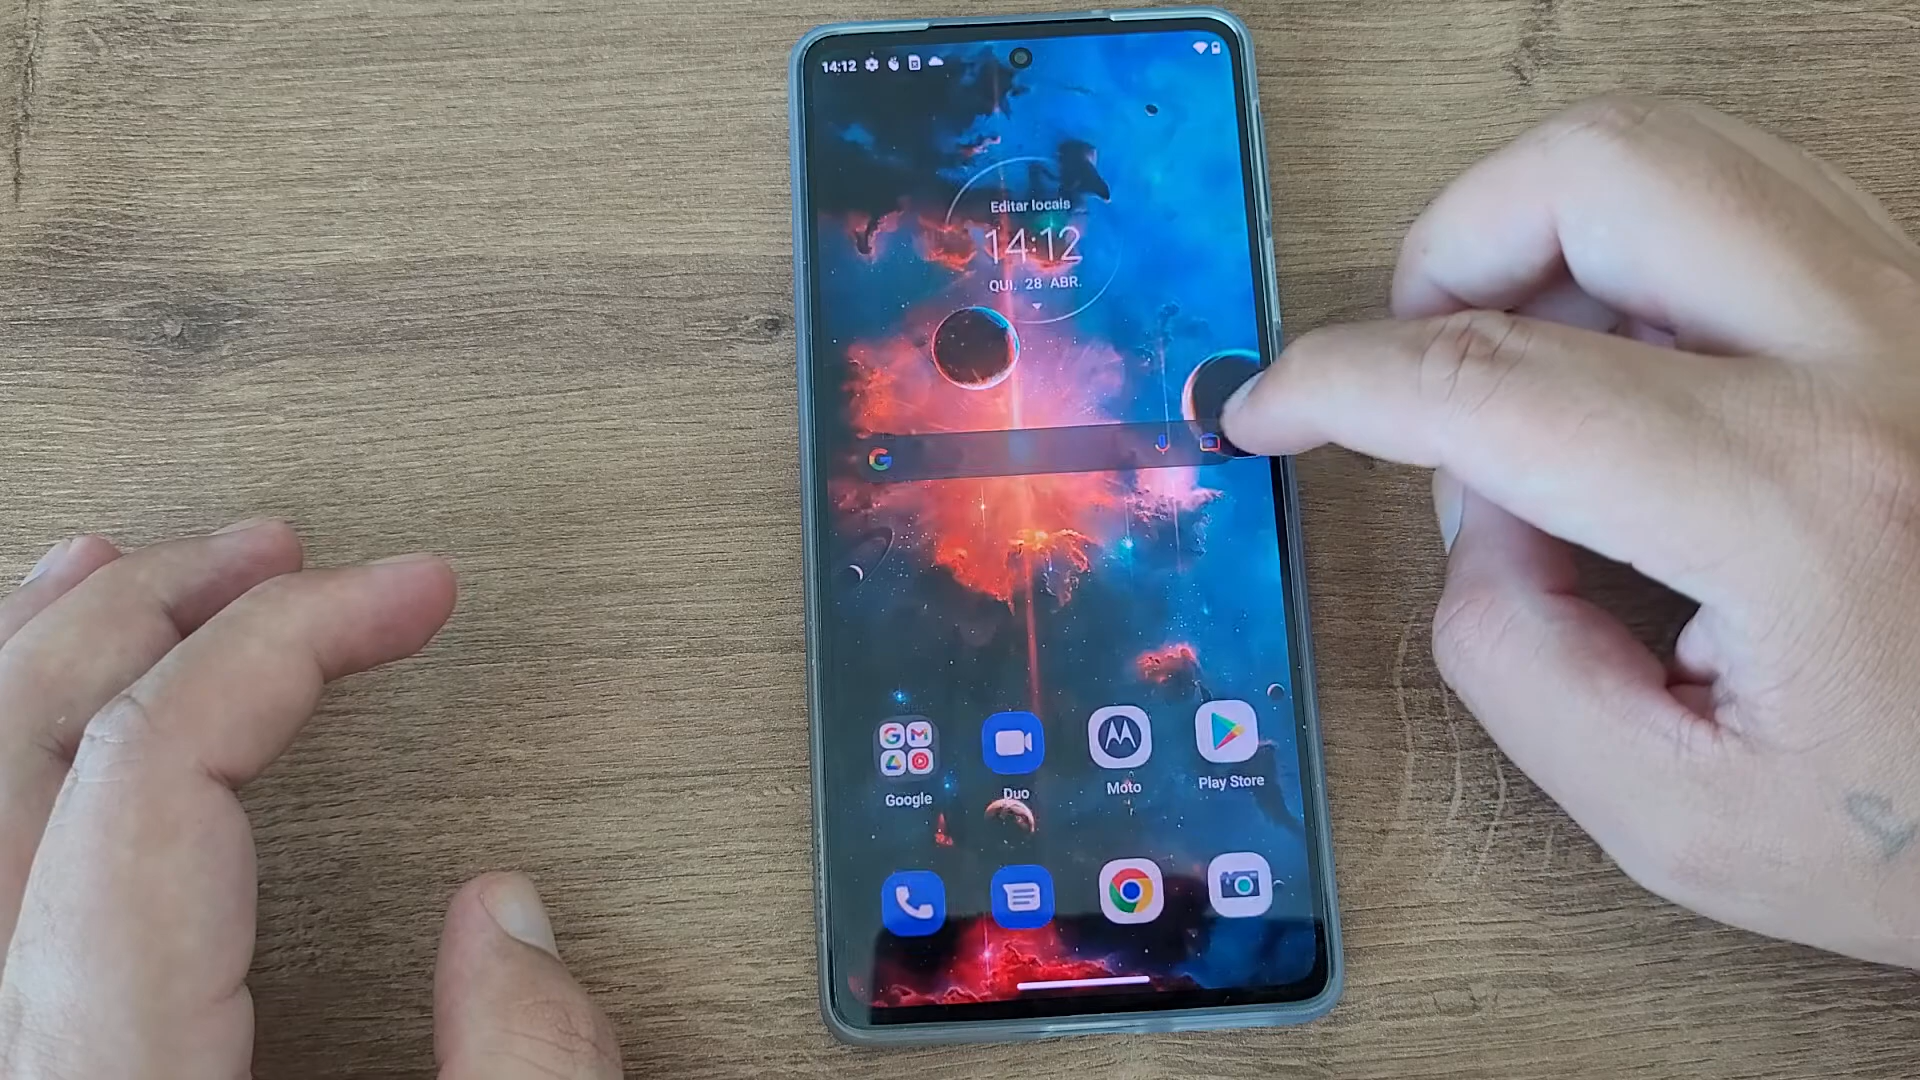 14:12
Editar locais
14:12
QUI. 28 ABR.
Google
Duo
Moto
Play Store